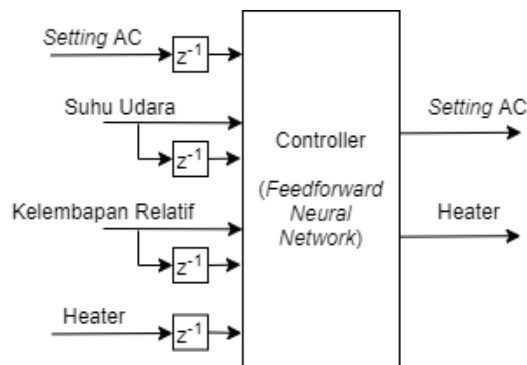 Setting AC
z⁻¹
Suhu Udara
z⁻¹
Kelembapan Relatif
z⁻¹
Heater
z⁻¹
Controller
(Feedforward
Neural
Network)
Setting AC
Heater